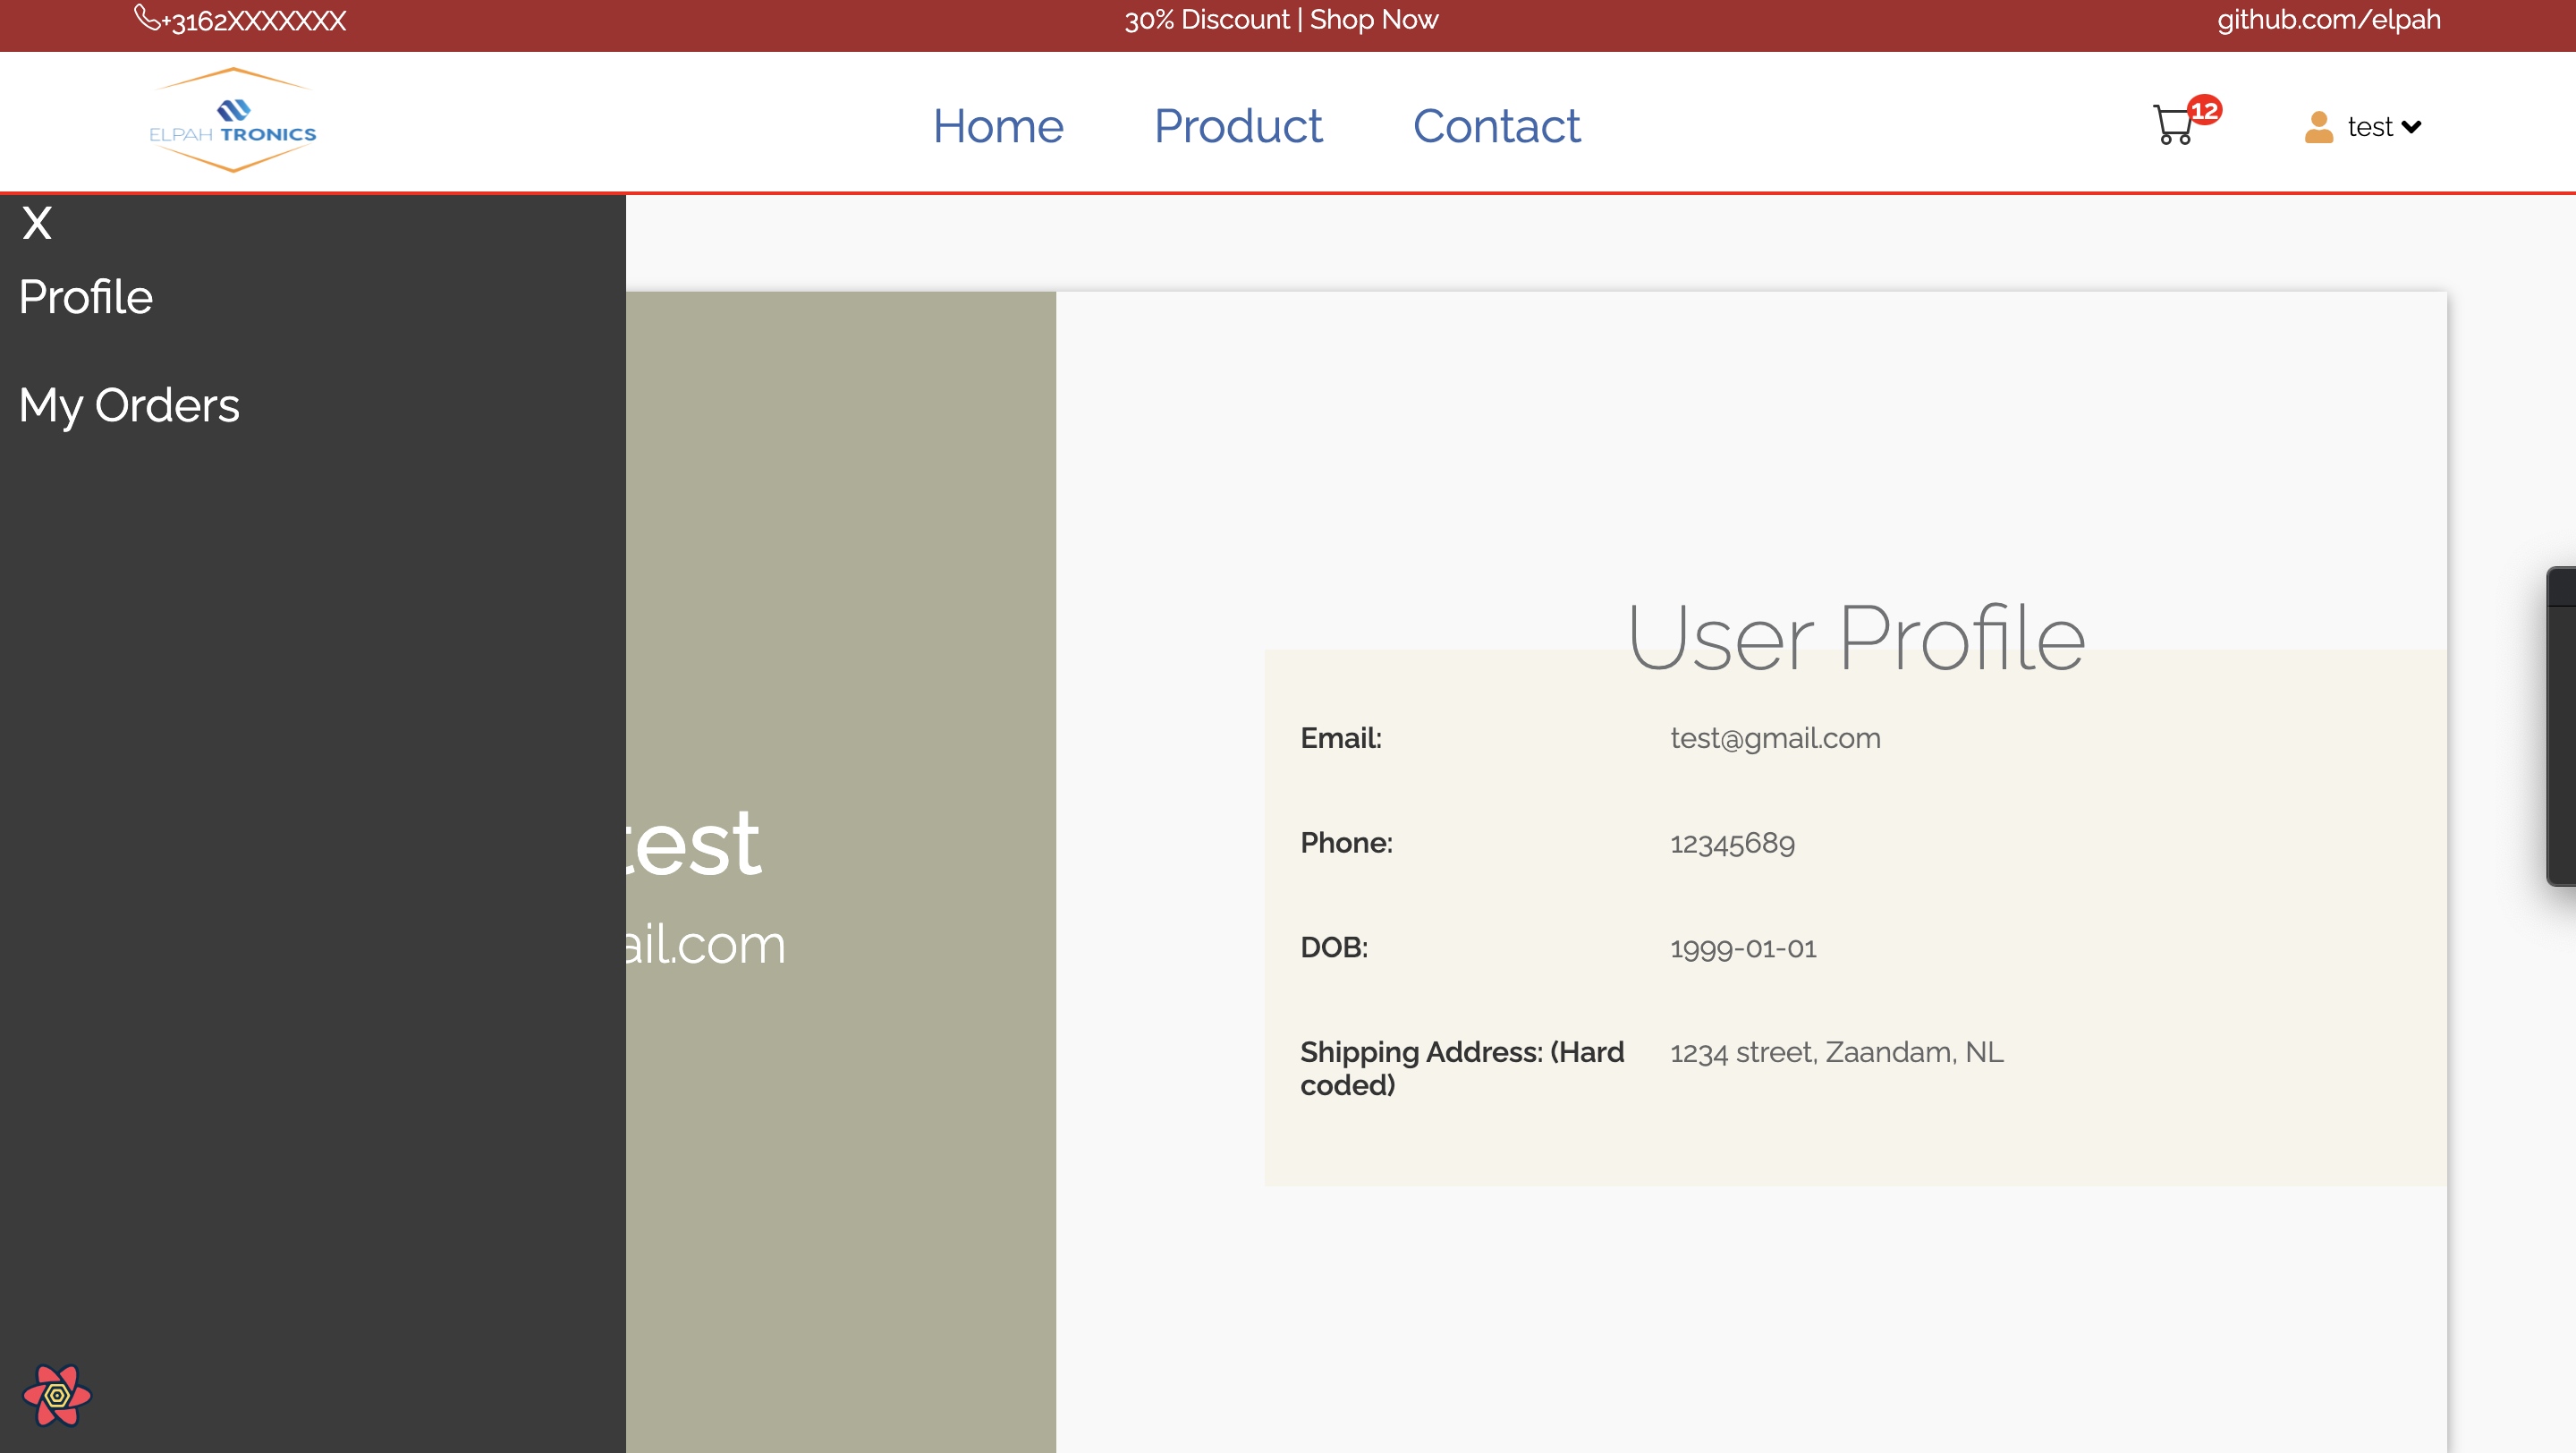 +3162XXXXXXX
30% Discount | Shop Now
github.com/elpah
ELPAH TRONICS
Home
Product
Contact
12
test
X
Profile
My Orders
test
ail.com
User Profile
Email:
test@gmail.com
Phone:
12345689
DOB:
1999-01-01
Shipping Address: (Hard
coded)
1234 street, Zaandam, NL